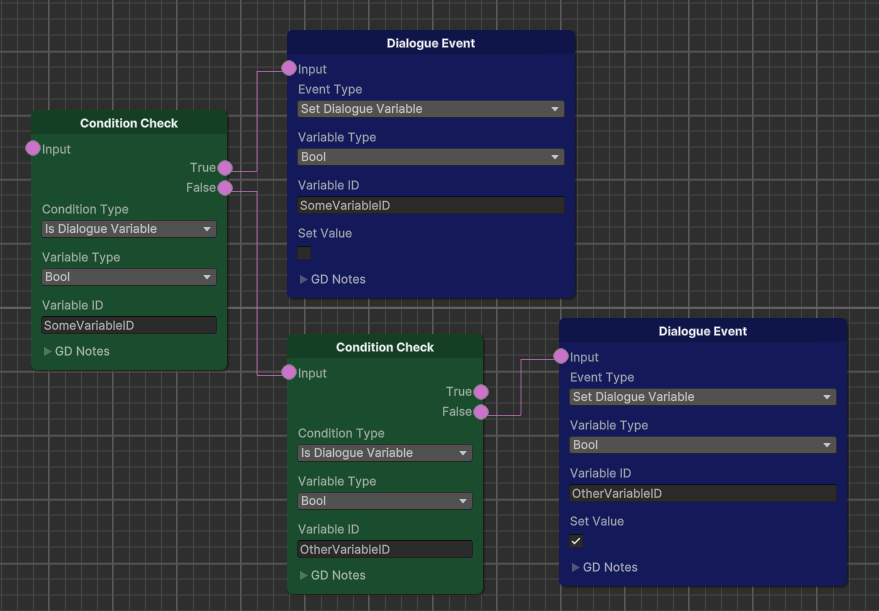 Condition Check
Input
True
False
Condition Type
Is Dialogue Variable
Variable Type
Bool
Variable ID
SomeVariableID
GD Notes
Dialogue Event
Input
Event Type
Set Dialogue Variable
Variable Type
Bool
Variable ID
SomeVariableID
Set Value
GD Notes
Condition Check
Input
True
False
Condition Type
Is Dialogue Variable
Variable Type
Bool
Variable ID
OtherVariableID
GD Notes
Dialogue Event
Input
Event Type
Set Dialogue Variable
Variable Type
Bool
Variable ID
OtherVariableID
Set Value
GD Notes